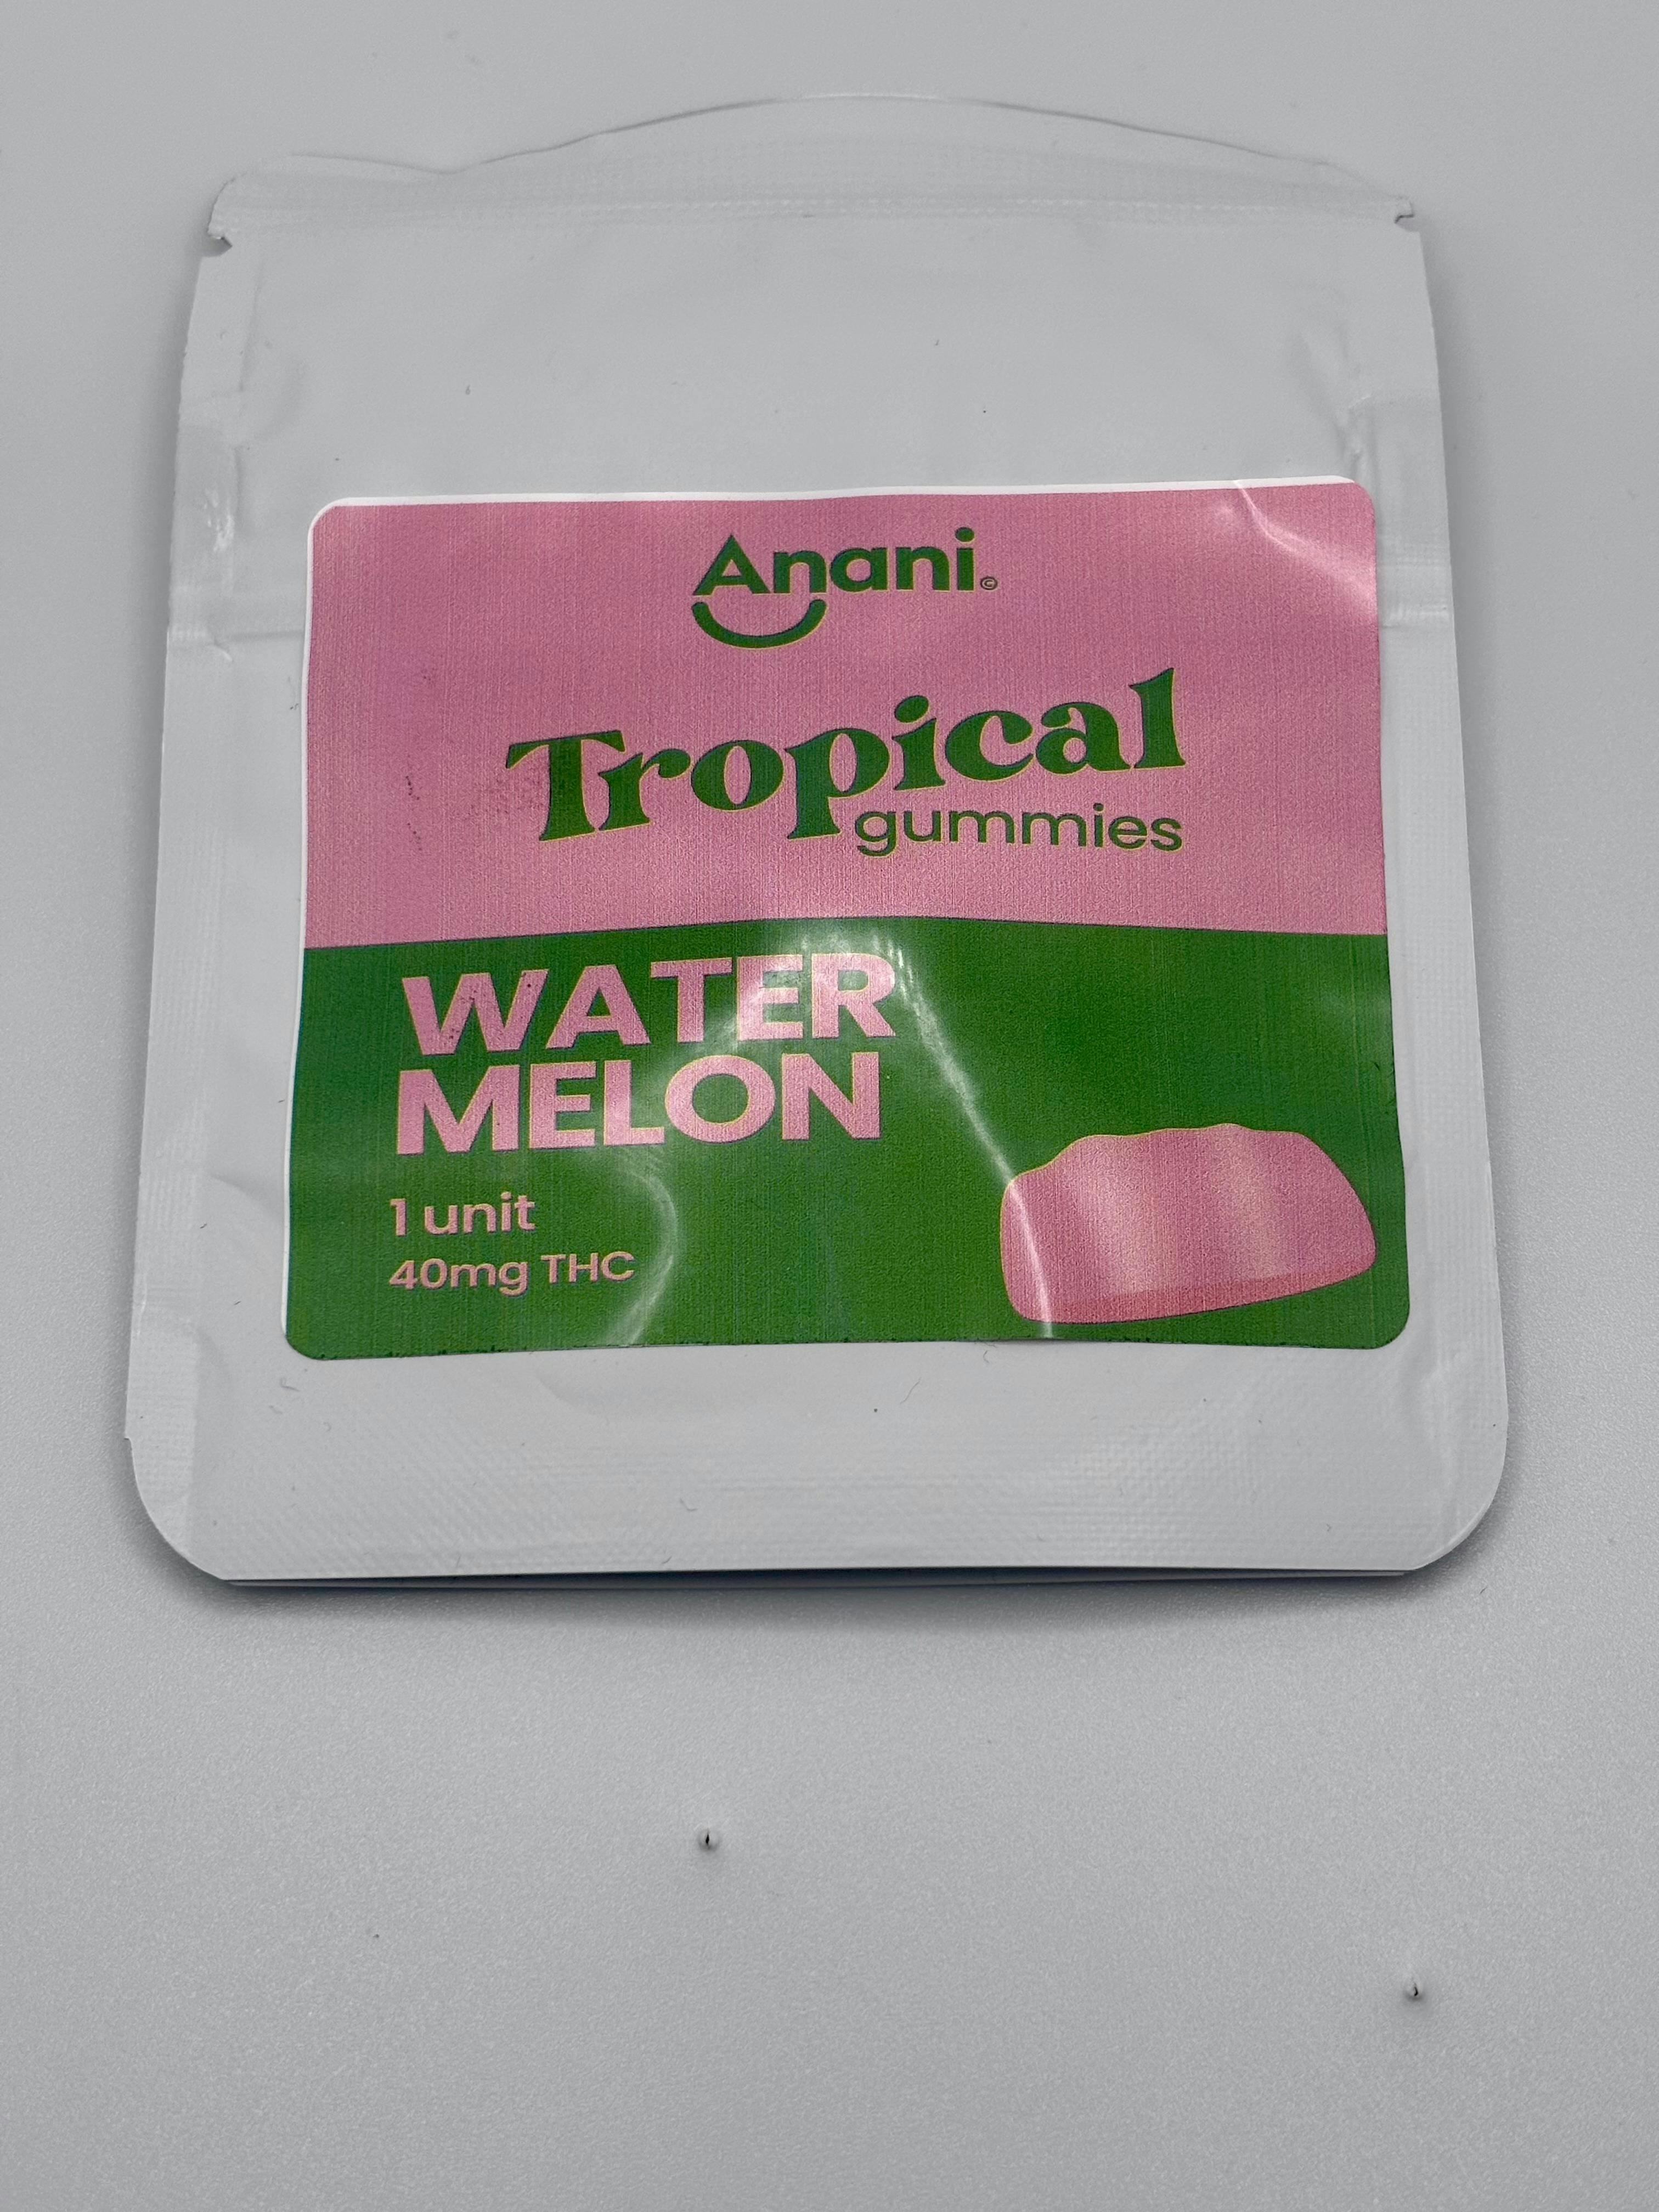 Anani©
Tropical
gummies
WATER
MELON
1 unit
40mg THC